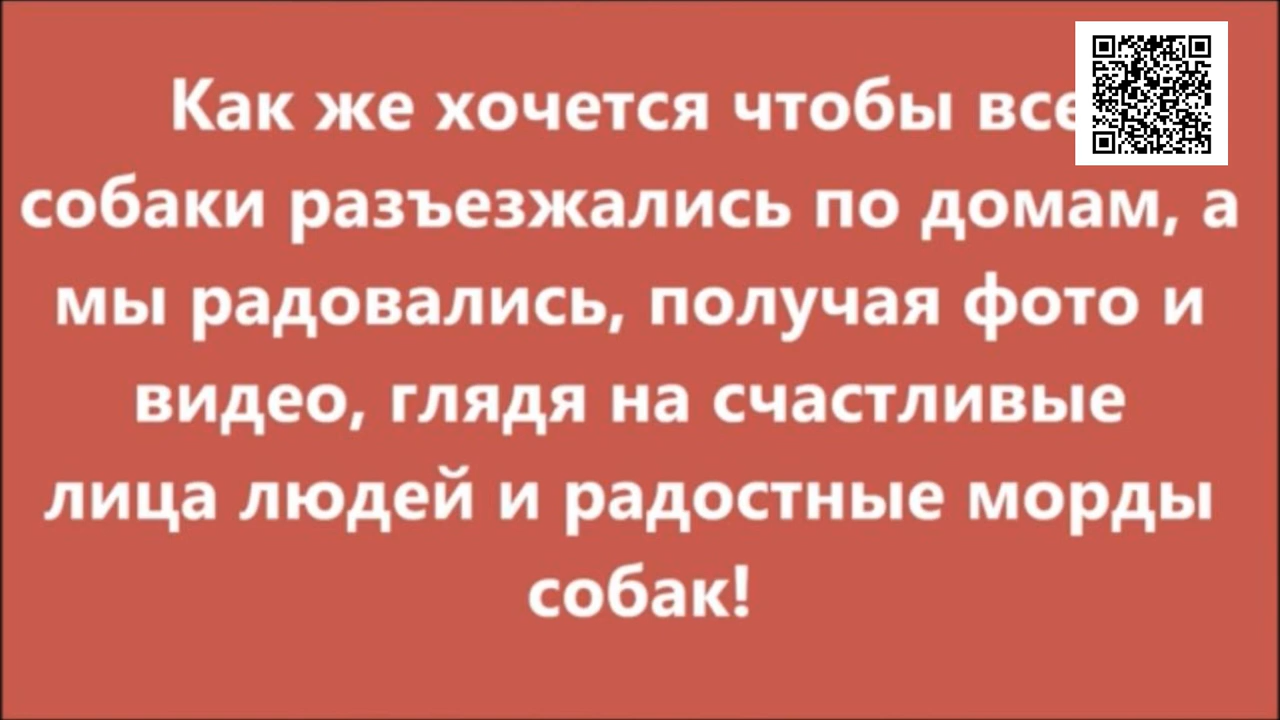 Как же хочется чтобы все
собаки разъезжались по домам, а
мы радовались, получая фото и
видео, глядя на счастливые
лица людей и радостные морды
собак!